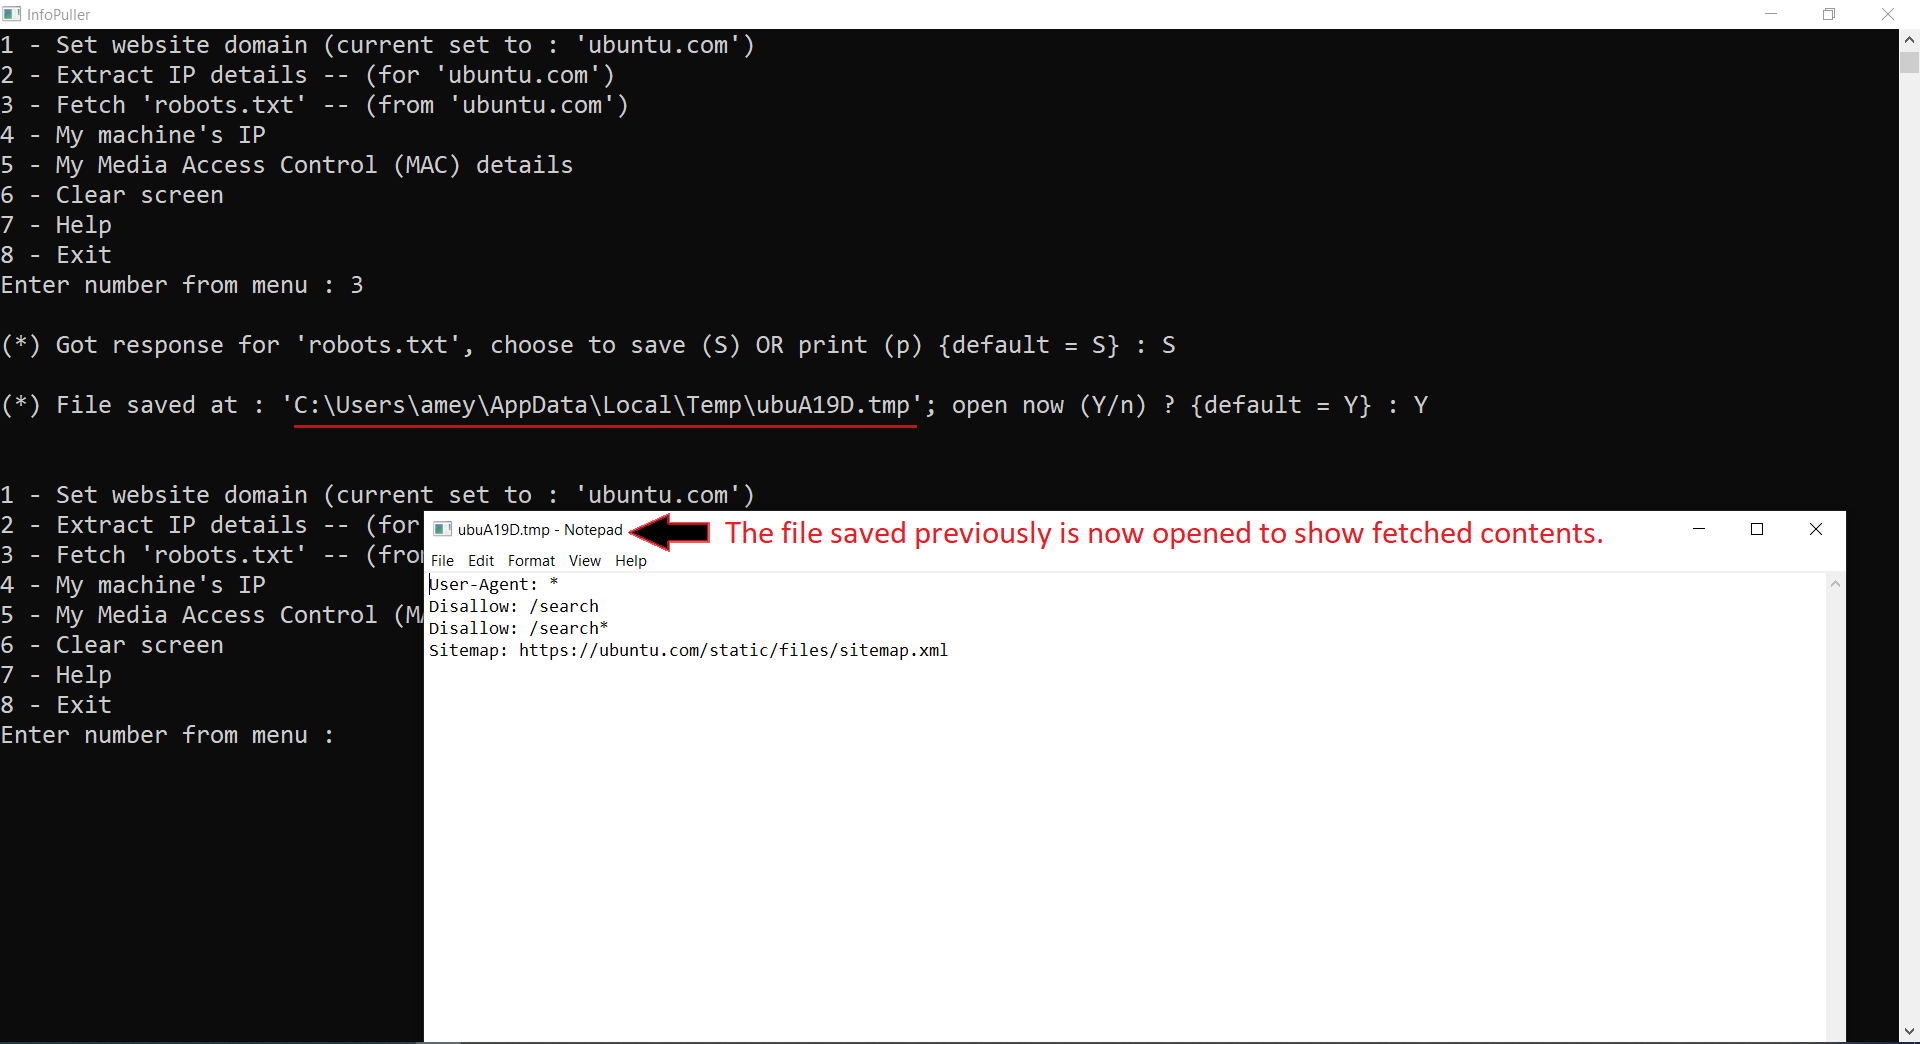 InfoPuller
1 - Set website domain (current set to : 'ubuntu.com')
2 - Extract IP details -- (for 'ubuntu.com')
3 - Fetch 'robots.txt' -- (from 'ubuntu.com')
4 - My machine's IP
5 - My Media Access Control (MAC) details
6 - Clear screen
7 - Help
8 - Exit
Enter number from menu : 3
(*) Got response for 'robots.txt', choose to save (S) OR print (p) {default = S} : S
(*) File saved at : 'C:\Users\amey\AppData\Local\Temp\ubuA19D.tmp'; open now (Y/n) ? {default = Y} : Y
1 - Set website domain (current set to : 'ubuntu.com')
2 - Extract IP details -- (for
3 - Fetch 'robots.txt' -- (from
4 - My machine's IP
5 - My Media Access Control (MA
6 - Clear screen
7 - Help
8 - Exit
Enter number from menu :
ubuA19D.tmp - Notepad
The file saved previously is now opened to show fetched contents.
File Edit Format View Help
User-Agent: *
Disallow: /search
Disallow: /search*
Sitemap: https://ubuntu.com/static/files/sitemap.xml